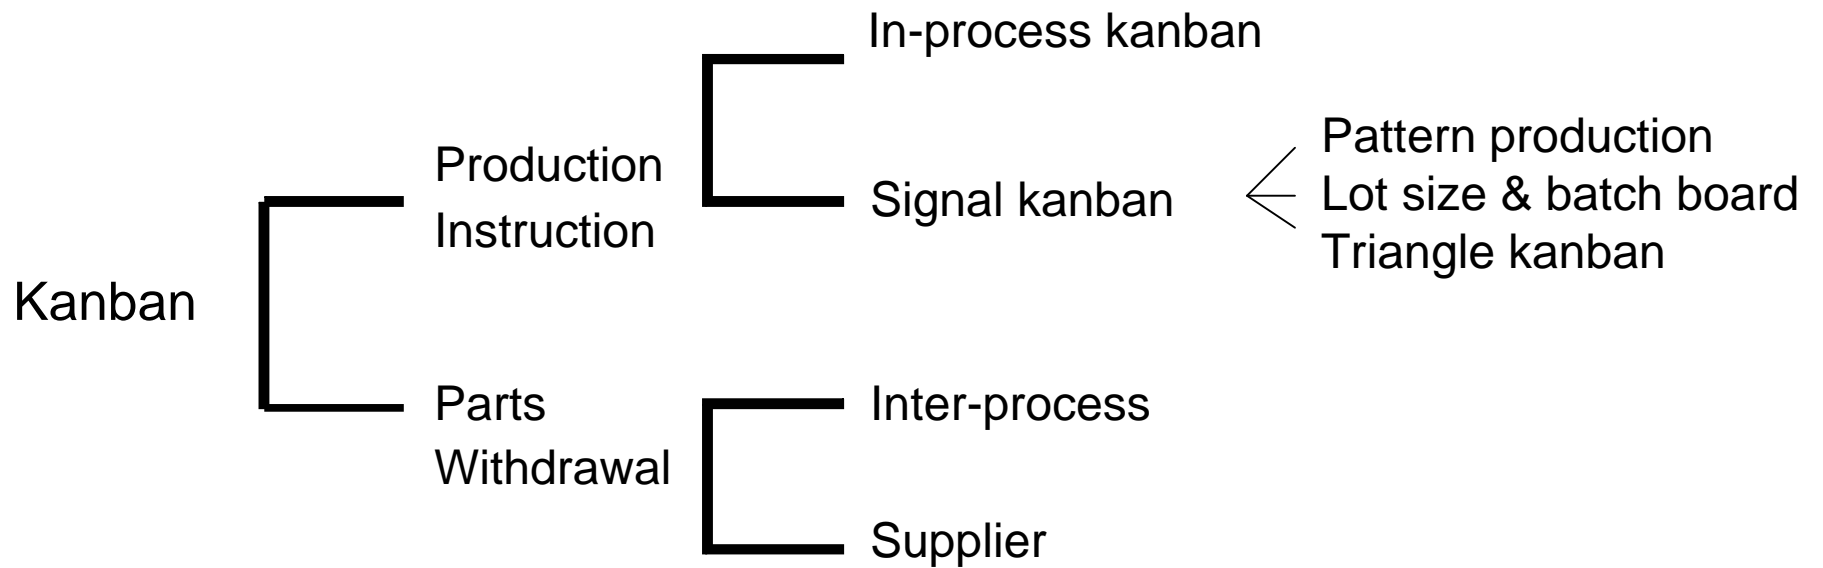 In-process kanban
Pattern production
Production
Instruction
Signal kanban
Lot size & batch board
Triangle kanban
Kanban
Parts
Withdrawal
Inter-process
Supplier